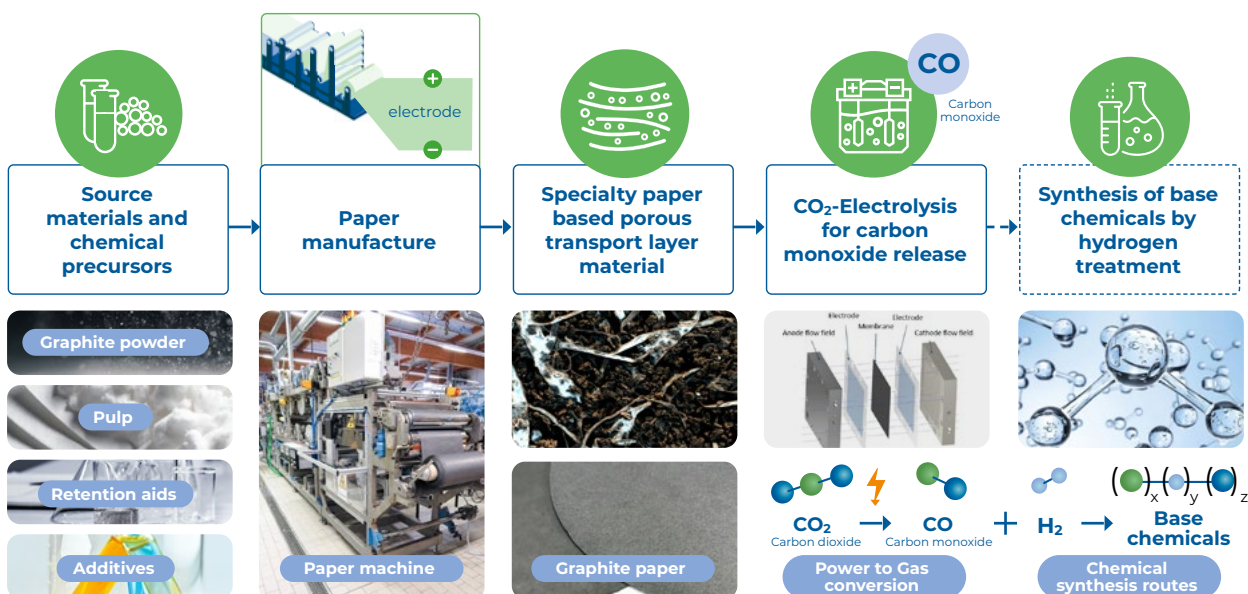 +
electrode
−
+ −
CO
Carbon
monoxide
Source
materials and
chemical
precursors
Paper
manufacture
Specialty paper
based porous
transport layer
material
CO₂-Electrolysis
for carbon
monoxide release
Synthesis of base
chemicals by
hydrogen
treatment
Graphite powder
Pulp
Retention aids
Additives
Paper machine
Graphite paper
Electrode
Electrode
Membrane
Anode flow field
Cathode flow field
CO₂
Carbon dioxide
CO
Carbon monoxide
+
H₂
( )x ( )y ( )z
Base
chemicals
Power to Gas
conversion
Chemical
synthesis routes